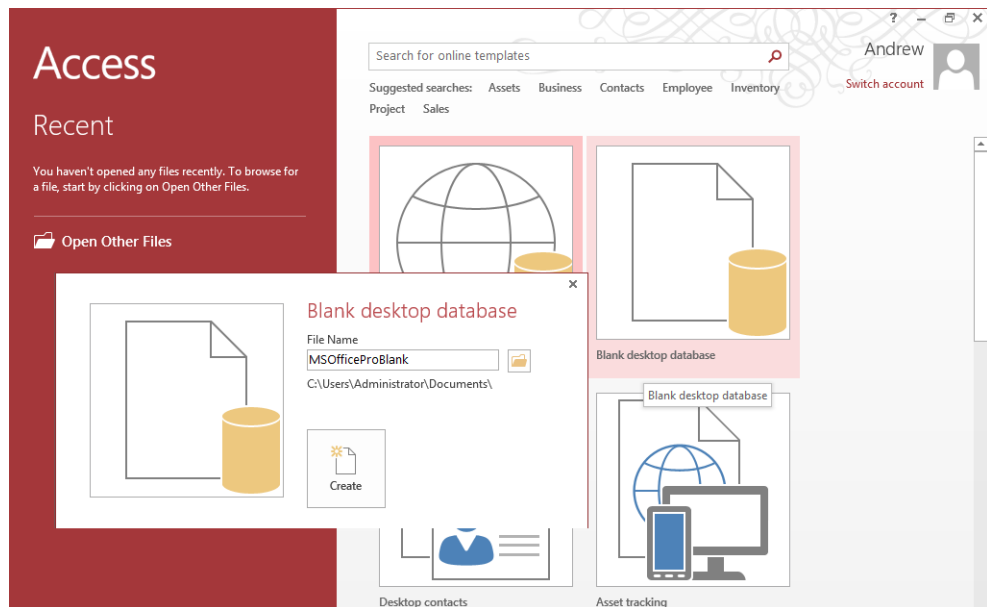 Access
Recent
You haven't opened any files recently. To browse for
a file, start by clicking on Open Other Files.
Open Other Files
?
Search for online templates
Andrew
Switch account
Suggested searches: Assets Business Contacts Employee Inventory
Project Sales
Blank desktop database
Blank desktop database
Blank desktop database
File Name
MSOfficeProBlank
C:\Users\Administrator\Documents\
Create
Desktop contacts
Asset tracking